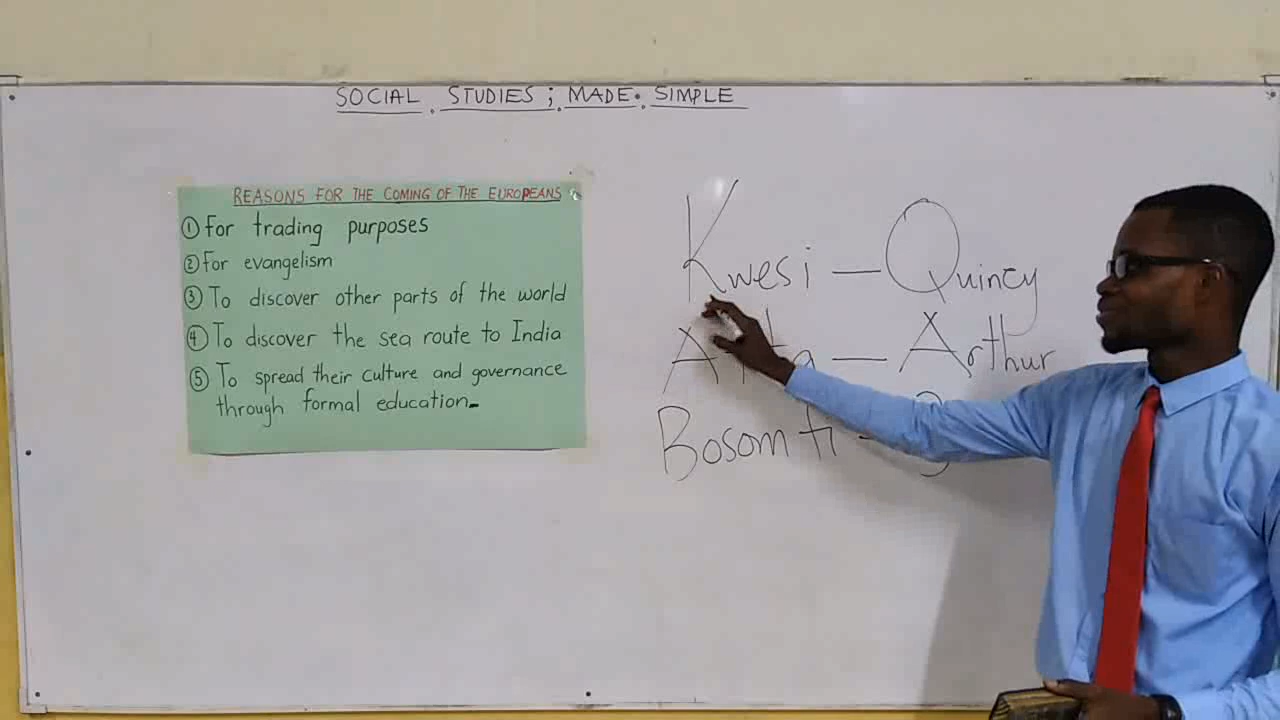 SOCIAL STUDIES; MADE SIMPLE
REASONS FOR THE COMING OF THE EUROPEANS
① For trading purposes
② For evangelism
③ To discover other parts of the world
④ To discover the sea route to India
⑤ To spread their culture and governance
through formal education.
Kwesi — Quincy
— Arthur
Bosomfi —